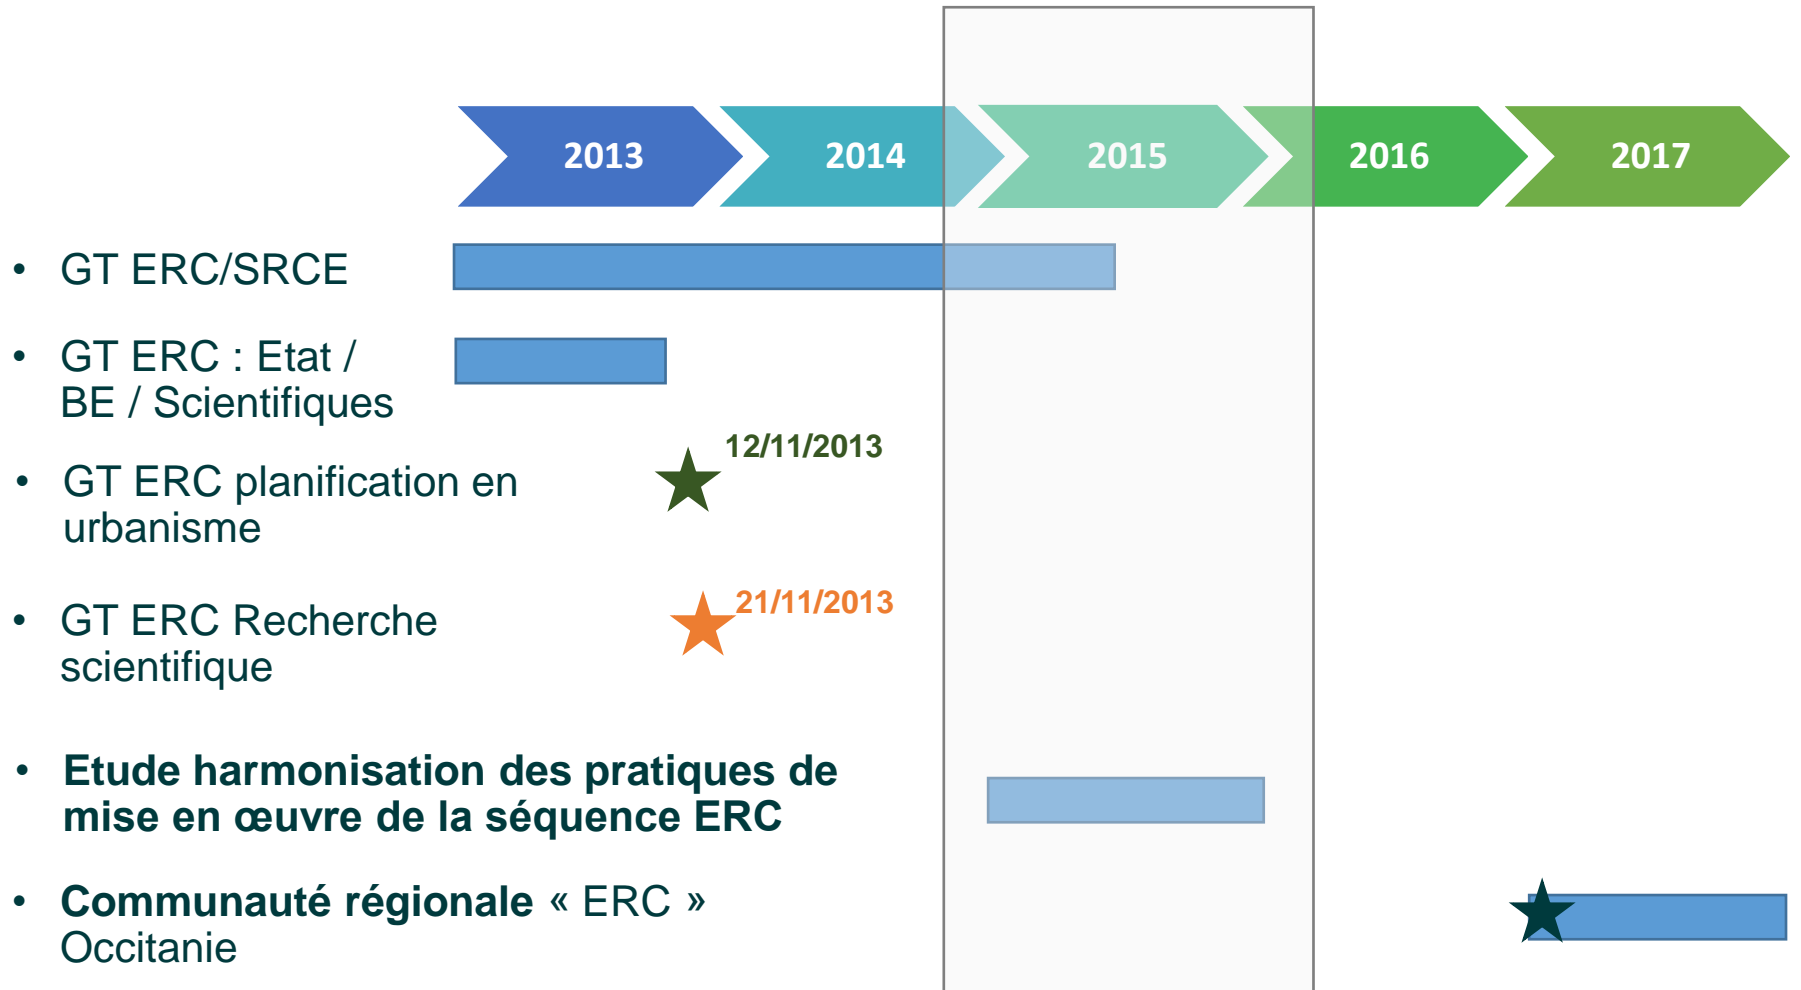 2013 2014 2015 2016 2017
• GT ERC/SRCE
• GT ERC : Etat /
BE / Scientifiques
12/11/2013
• GT ERC planification en
urbanisme
21/11/2013
• GT ERC Recherche
scientifique
• Etude harmonisation des pratiques de
mise en œuvre de la séquence ERC
• Communauté régionale « ERC »
Occitanie